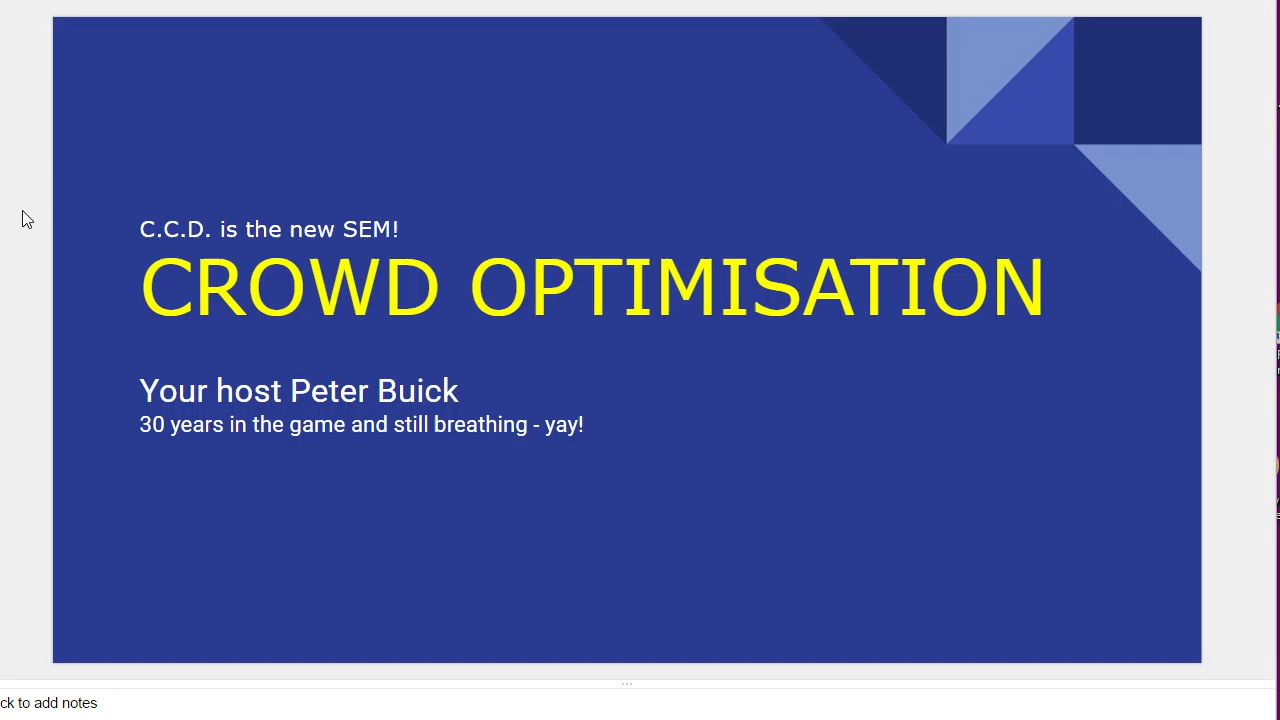 C.C.D. is the new SEM!
CROWD OPTIMISATION
Your host Peter Buick
30 years in the game and still breathing - yay!
ck to add notes